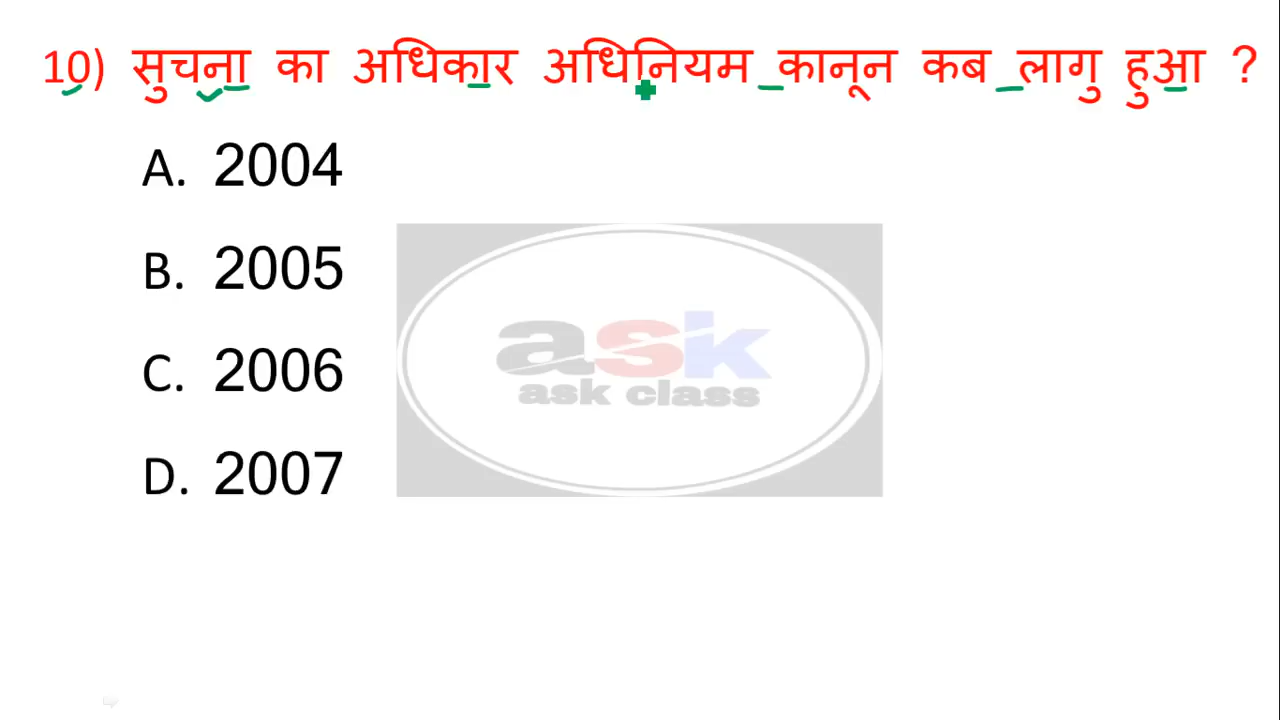 10) सुचना का अधिकार अधिनियम कानून कब लागु हुआ ?
A. 2004
B. 2005
C. 2006
D. 2007
ask
ask class